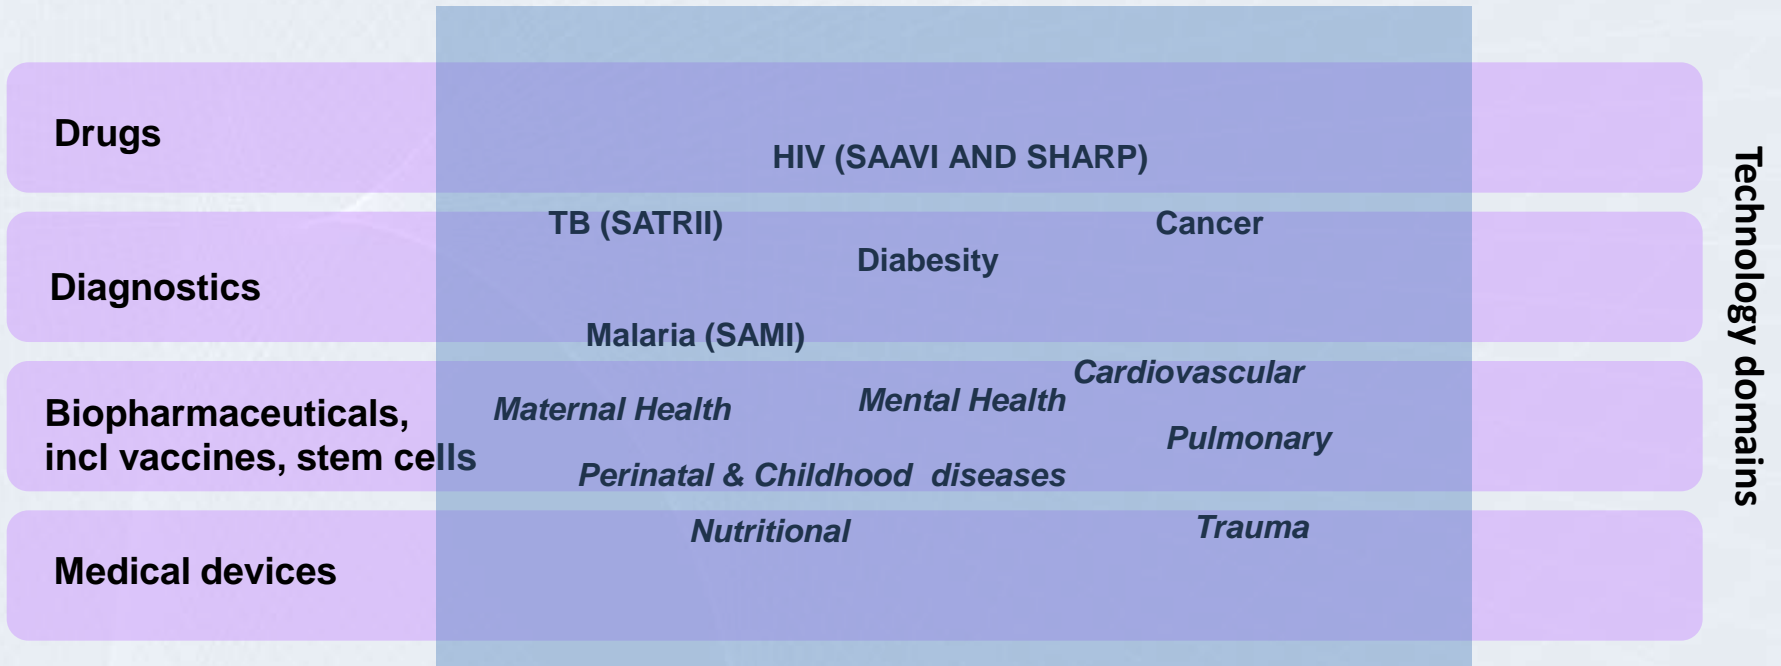 Drugs
HIV (SAAVI AND SHARP)
TB (SATRII)
Cancer
Diabesity
Diagnostics
Malaria (SAMI)
Cardiovascular
Mental Health
Maternal Health
Biopharmaceuticals,
incl vaccines, stem cells
Pulmonary
Perinatal & Childhood diseases
Nutritional
Trauma
Medical devices
Technology domains